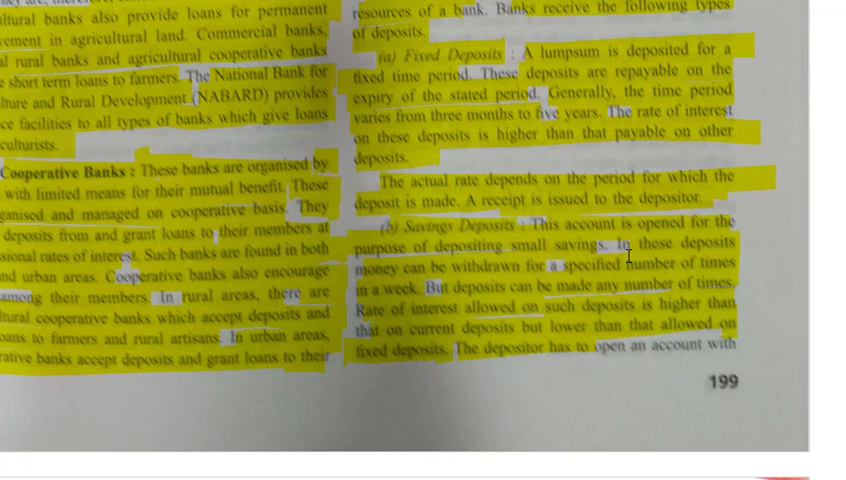 ultural banks also provide loans for permanent
vement in agricultural land. Commercial banks,
al rural banks and agricultural cooperative banks
e short term loans to farmers. The National Bank for
lture and Rural Development (NABARD) provides
ce facilities to all types of banks which give loans
culturists.
Cooperative Banks : These banks are organised by
with limited means for their mutual benefit. These
ganised and managed on cooperative basis. They
deposits from and grant loans to their members at
sional rates of interest. Such banks are found in both
nd urban areas. Cooperative banks also encourage
among their members. In rural areas, there are
ltural cooperative banks which accept deposits and
oans to farmers and rural artisans. In urban areas,
rative banks accept deposits and grant loans to their
resources of a bank. Banks receive the following types
of deposits.
(a) Fixed Deposits : A lumpsum is deposited for a
fixed time period. These deposits are repayable on the
expiry of the stated period. Generally, the time period
varies from three months to five years. The rate of interest
on these deposits is higher than that payable on other
deposits.
The actual rate depends on the period for which the
deposit is made. A receipt is issued to the depositor.
(b) Savings Deposits : This account is opened for the
purpose of depositing small savings. In these deposits
money can be withdrawn for a specified number of times
in a week. But deposits can be made any number of times.
Rate of interest allowed on such deposits is higher than
that on current deposits but lower than that allowed on
fixed deposits. The depositor has to open an account with
199